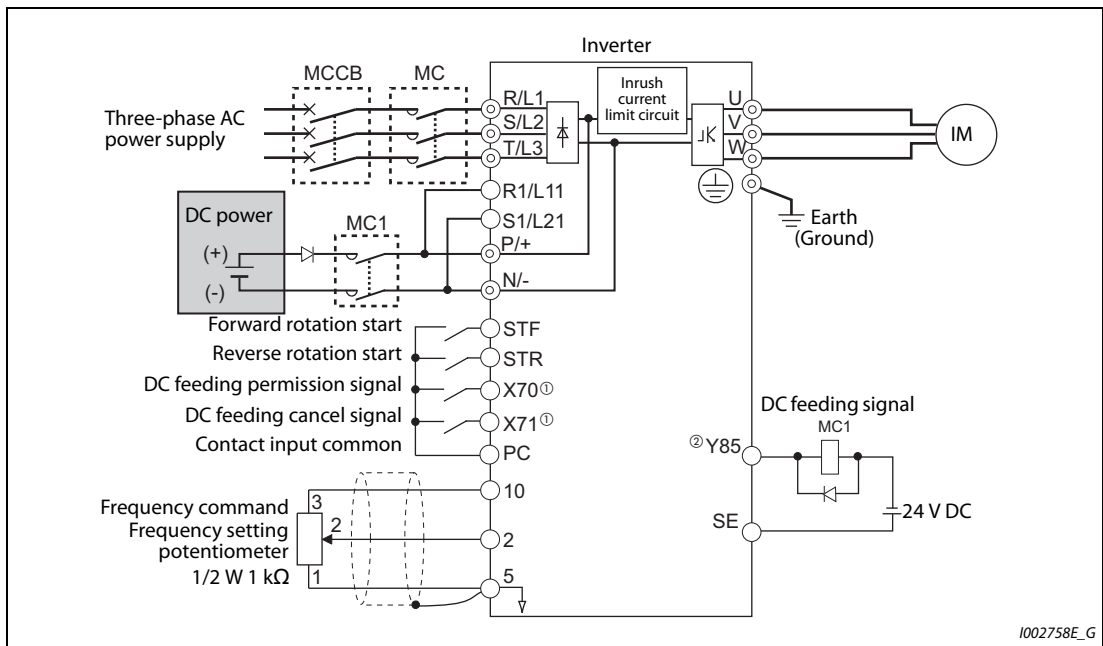 Inverter
MCCB
MC
Inrush
current
limit circuit
R/L1
S/L2
T/L3
U
V
W
Three-phase AC
power supply
IM
R1/L11
S1/L21
DC power
(+)
(-)
MC1
P/+
N/-
Earth
(Ground)
Forward rotation start
STF
Reverse rotation start
STR
DC feeding permission signal
X70①
DC feeding cancel signal
X71①
Contact input common
PC
DC feeding signal
MC1
②Y85
SE
24 V DC
Frequency command
Frequency setting
potentiometer
1/2 W 1 kΩ
3
2
1
10
2
5
I002758E_G